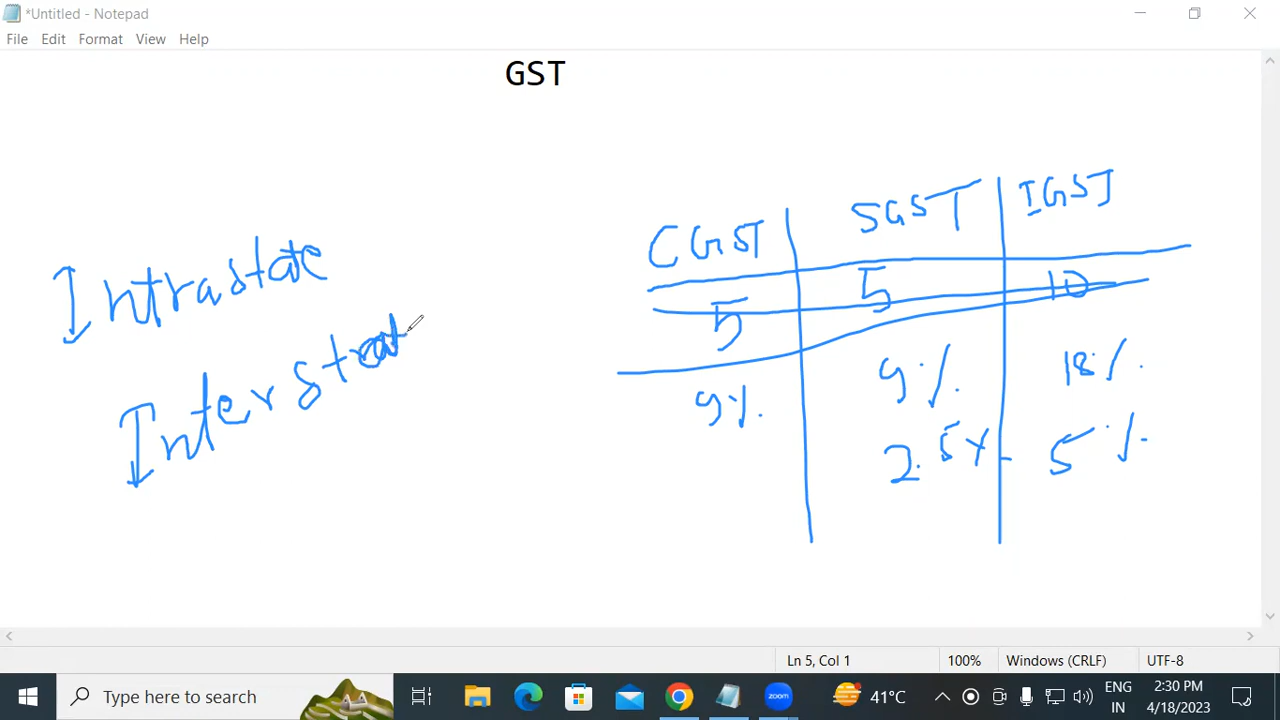 *Untitled - Notepad
File Edit Format View Help
GST
Intrastate
Interstrat
CGST SGST IGST
5 5 10
9%. 9%. 18%.
2.5% 5%.
Ln 5, Col 1 100% Windows (CRLF) UTF-8
Type here to search
zoom
41°C
ENG
IN
2:30 PM
4/18/2023